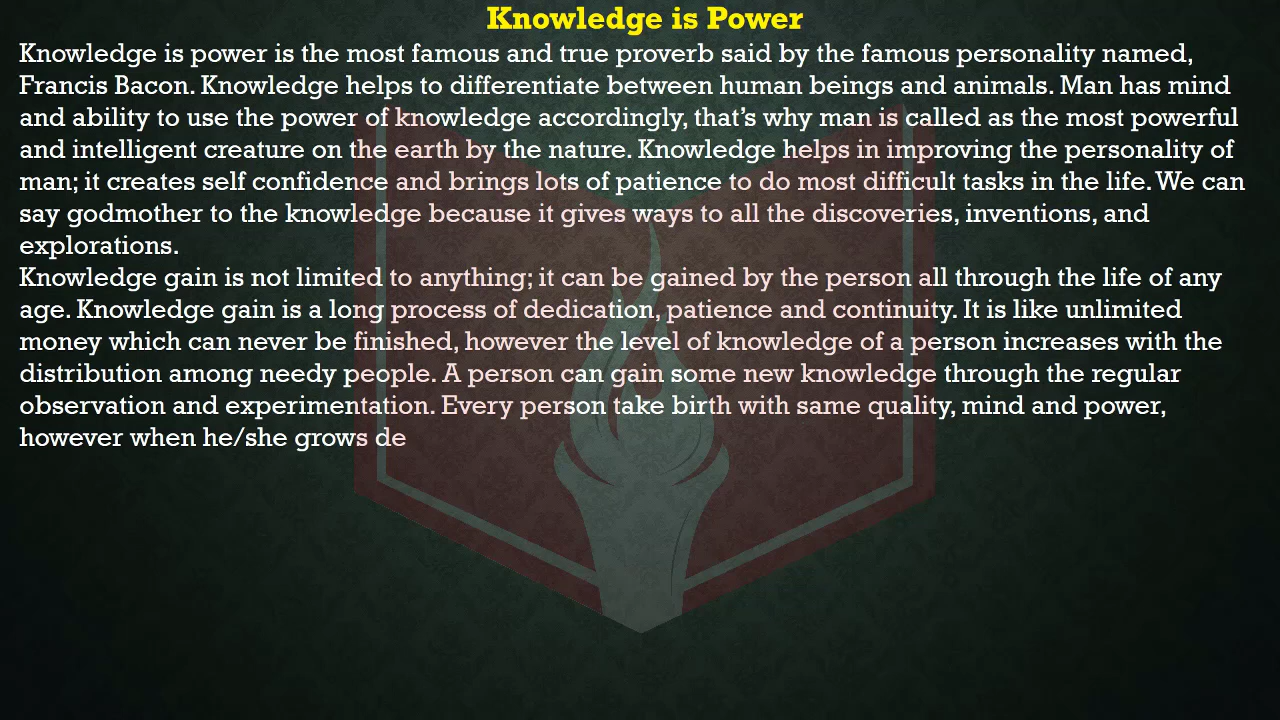 Knowledge is Power
Knowledge is power is the most famous and true proverb said by the famous personality named,
Francis Bacon. Knowledge helps to differentiate between human beings and animals. Man has mind
and ability to use the power of knowledge accordingly, that’s why man is called as the most powerful
and intelligent creature on the earth by the nature. Knowledge helps in improving the personality of
man; it creates self confidence and brings lots of patience to do most difficult tasks in the life. We can
say godmother to the knowledge because it gives ways to all the discoveries, inventions, and
explorations.
Knowledge gain is not limited to anything; it can be gained by the person all through the life of any
age. Knowledge gain is a long process of dedication, patience and continuity. It is like unlimited
money which can never be finished, however the level of knowledge of a person increases with the
distribution among needy people. A person can gain some new knowledge through the regular
observation and experimentation. Every person take birth with same quality, mind and power,
however when he/she grows de